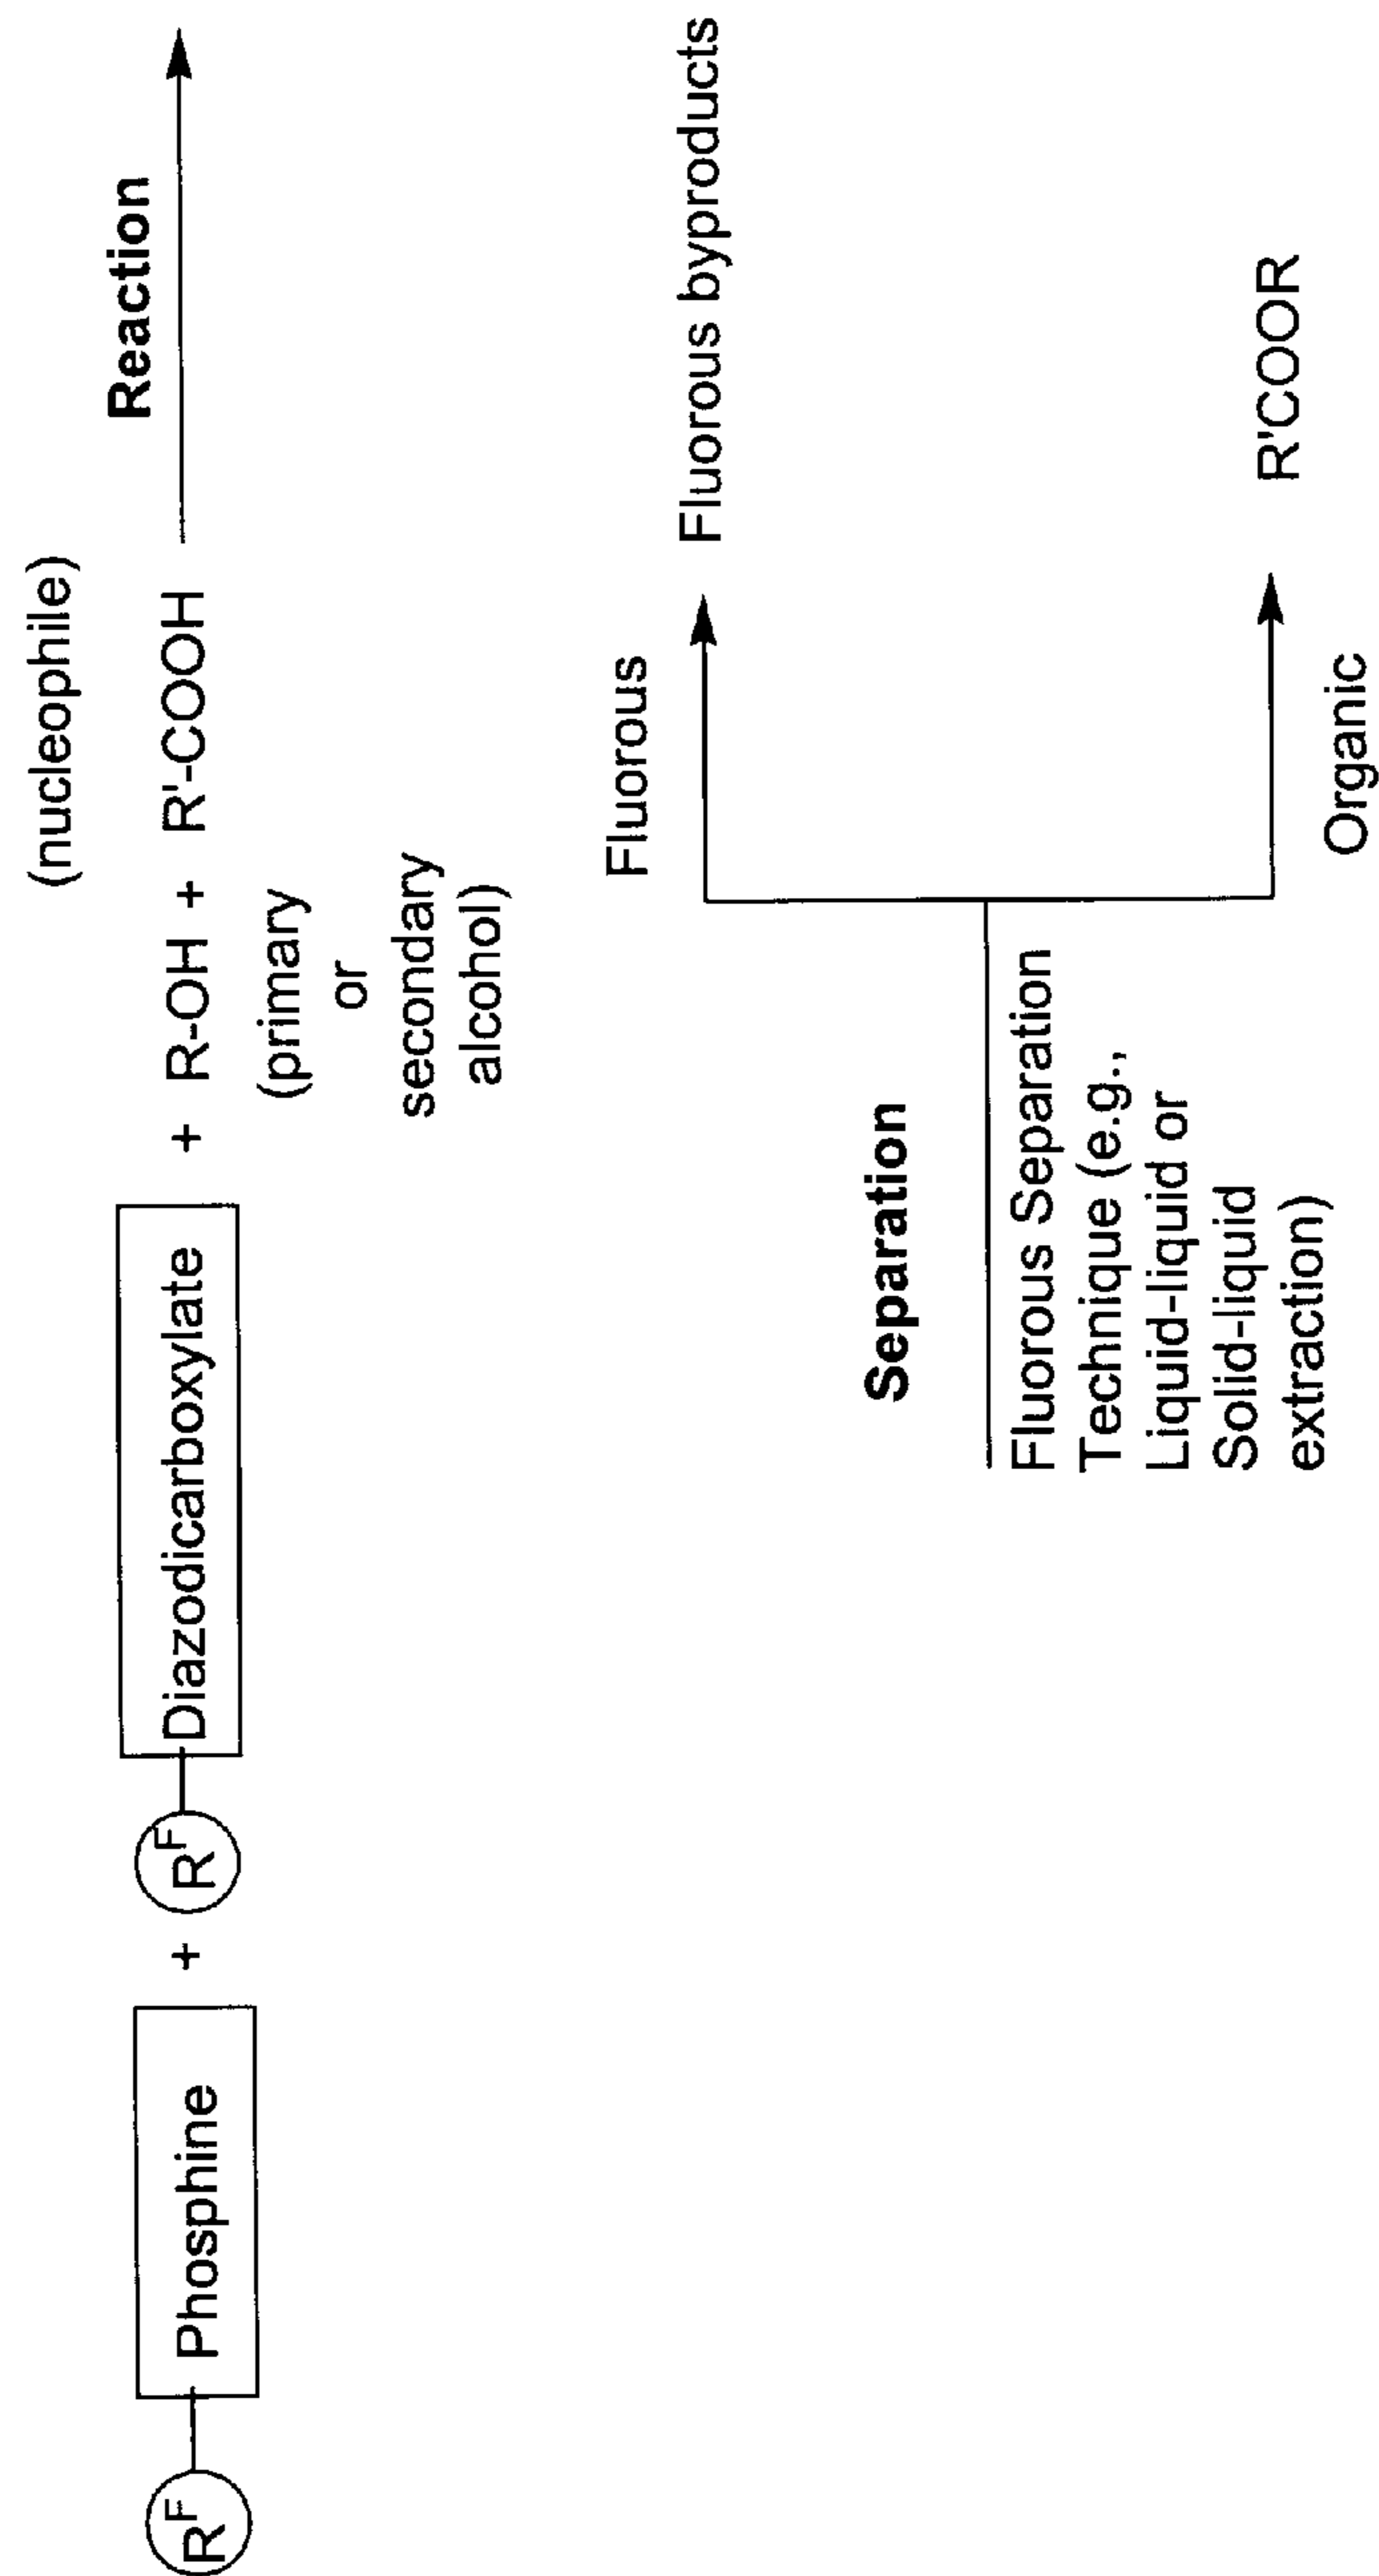 (nucleophile)
R^F Phosphine + R^F Diazodicarboxylate + R-OH + R'-COOH Reaction
(primary
or
secondary
alcohol)
Fluorous Fluorous byproducts
Separation
Fluorous Separation
Technique (e.g.,
Liquid-liquid or
Solid-liquid
extraction)
R'COOR
Organic